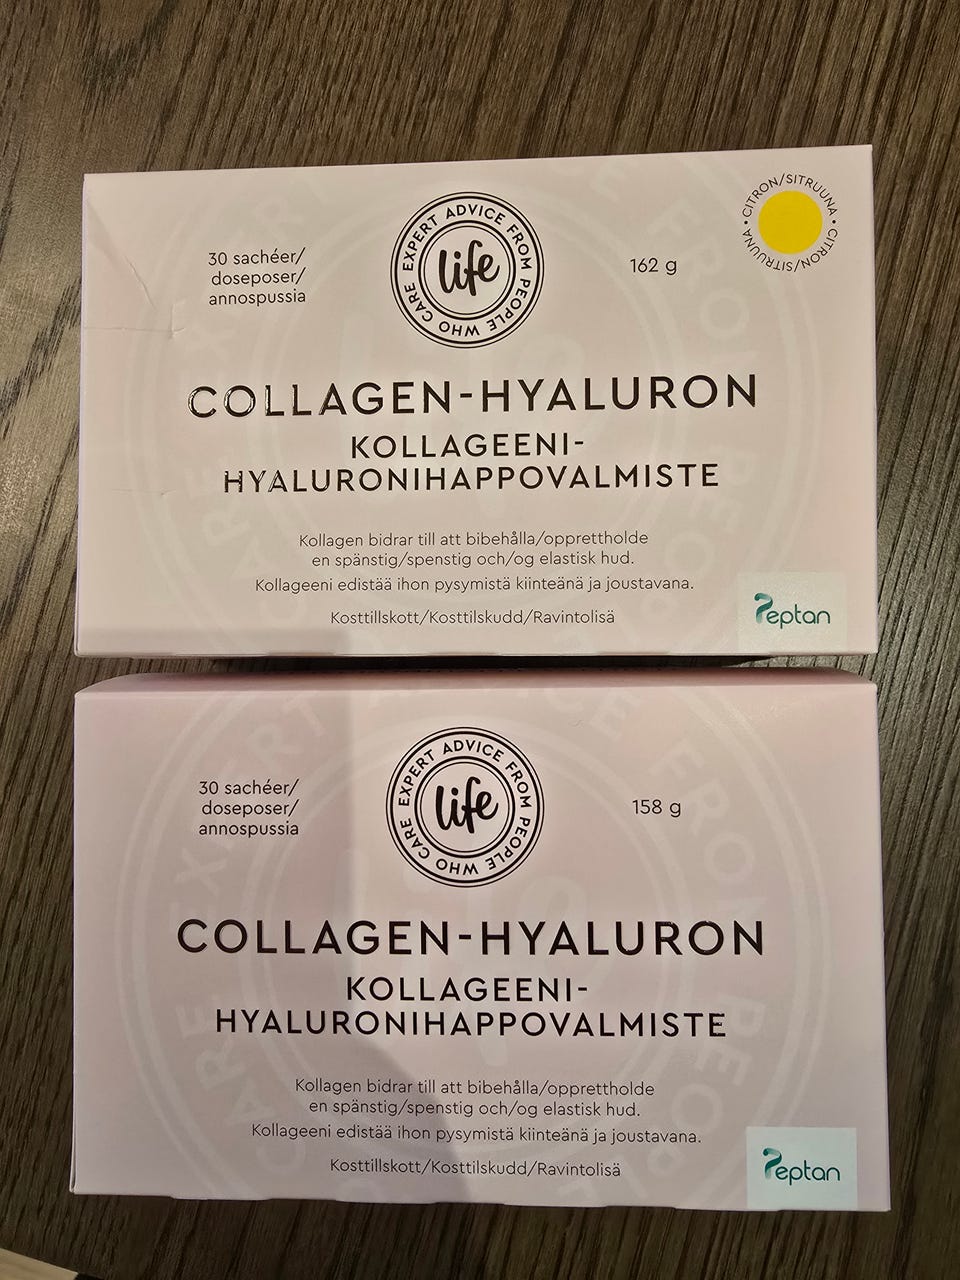 30 sachéer/
doseposer/
annospussia
EXPERT ADVICE FROM PEOPLE WHO CARE
life
162 g
CITRON/SITRUUNA • CITRON/SITRUUNA •
COLLAGEN-HYALURON
KOLLAGEENI-
HYALURONIHAPPOVALMISTE
Kollagen bidrar till att bibehålla/opprettholde
en spänstig/spenstig och/og elastisk hud.
Kollageeni edistää ihon pysymistä kiinteänä ja joustavana.
Kosttillskott/Kosttilskudd/Ravintolisä
Peptan
30 sachéer/
doseposer/
annospussia
EXPERT ADVICE FROM PEOPLE WHO CARE
life
158 g
COLLAGEN-HYALURON
KOLLAGEENI-
HYALURONIHAPPOVALMISTE
Kollagen bidrar till att bibehålla/opprettholde
en spänstig/spenstig och/og elastisk hud.
Kollageeni edistää ihon pysymistä kiinteänä ja joustavana.
Kosttillskott/Kosttilskudd/Ravintolisä
Peptan